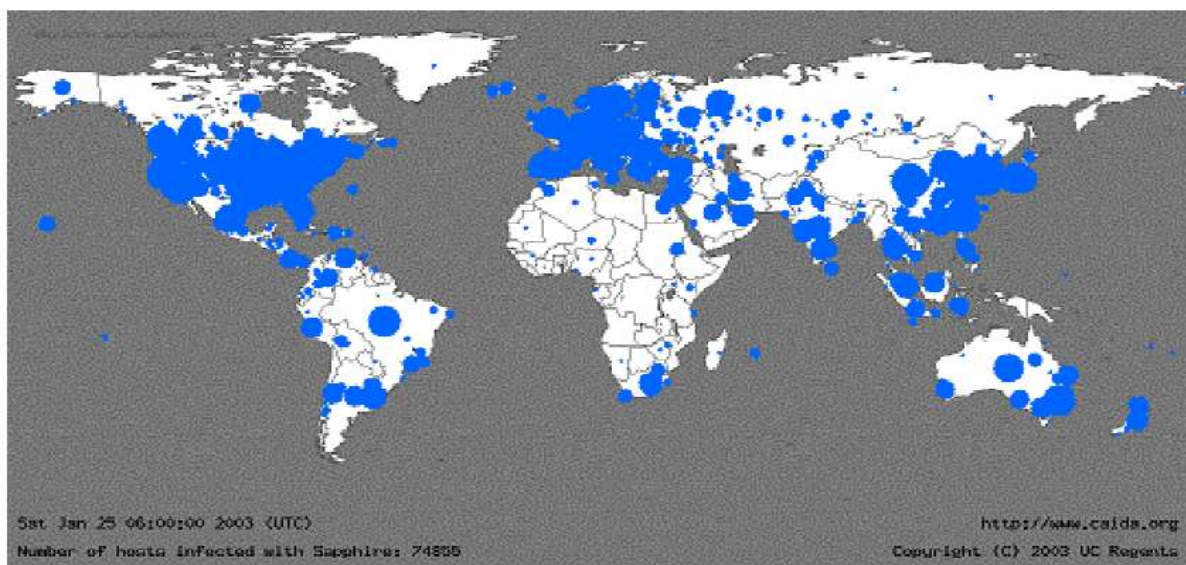 Sat Jan 25 06:00:00 2003 (UTC)
http://www.caida.org
Number of hosts infected with Sapphire: 74855
Copyright (C) 2003 UC Regents